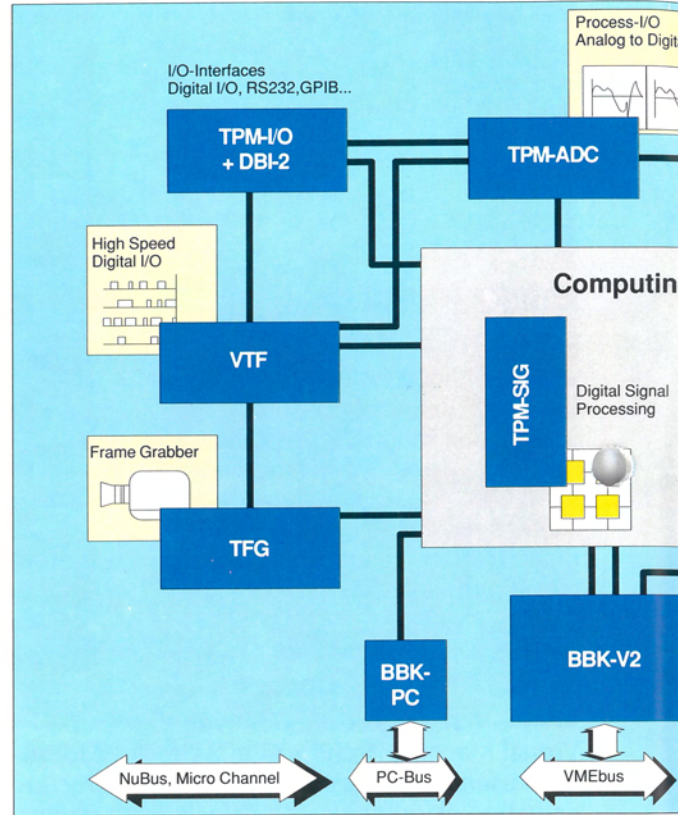 Process-I/O
Analog to Digit
I/O-Interfaces
Digital I/O, RS232,GPIB...
TPM-I/O
+ DBI-2
TPM-ADC
High Speed
Digital I/O
Computin
VTF
TPM-SIG
Digital Signal
Processing
Frame Grabber
TFG
BBK-
PC
BBK-V2
NuBus, Micro Channel
PC-Bus
VMEbus